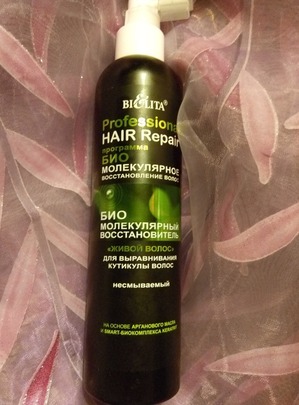 BIELITA®
Professional
HAIR Repair
программа
БИО
МОЛЕКУЛЯРНОЕ
ВОССТАНОВЛЕНИЕ ВОЛОС
БИО
МОЛЕКУЛЯРНЫЙ
ВОССТАНОВИТЕЛЬ
«ЖИВОЙ ВОЛОС»
ДЛЯ ВЫРАВНИВАНИЯ
КУТИКУЛЫ ВОЛОС
несмываемый
НА ОСНОВЕ АРГАНОВОГО МАСЛА
И SMART-БИОКОМПЛЕКСА КЕРАТИН